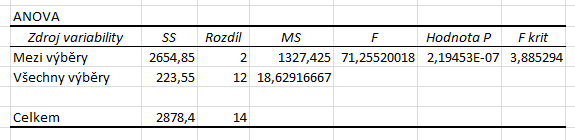 ANOVA
Zdroj variability SS Rozdíl MS F Hodnota P F krit
Mezi výběry 2654,85 2 1327,425 71,25520018 2,19453E-07 3,885294
Všechny výběry 223,55 12 18,62916667
Celkem 2878,4 14